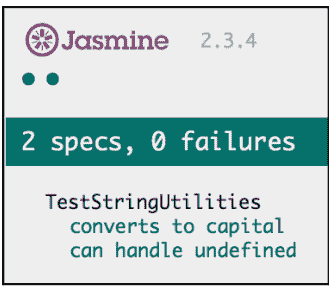 Jasmine 2.3.4
2 specs, 0 failures
TestStringUtilities
converts to capital
can handle undefined